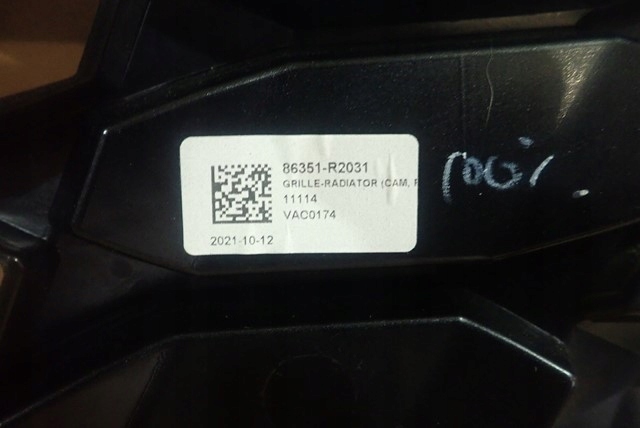 86351-R2031
GRILLE-RADIATOR (CAM, F
11114
VAC0174
2021-10-12